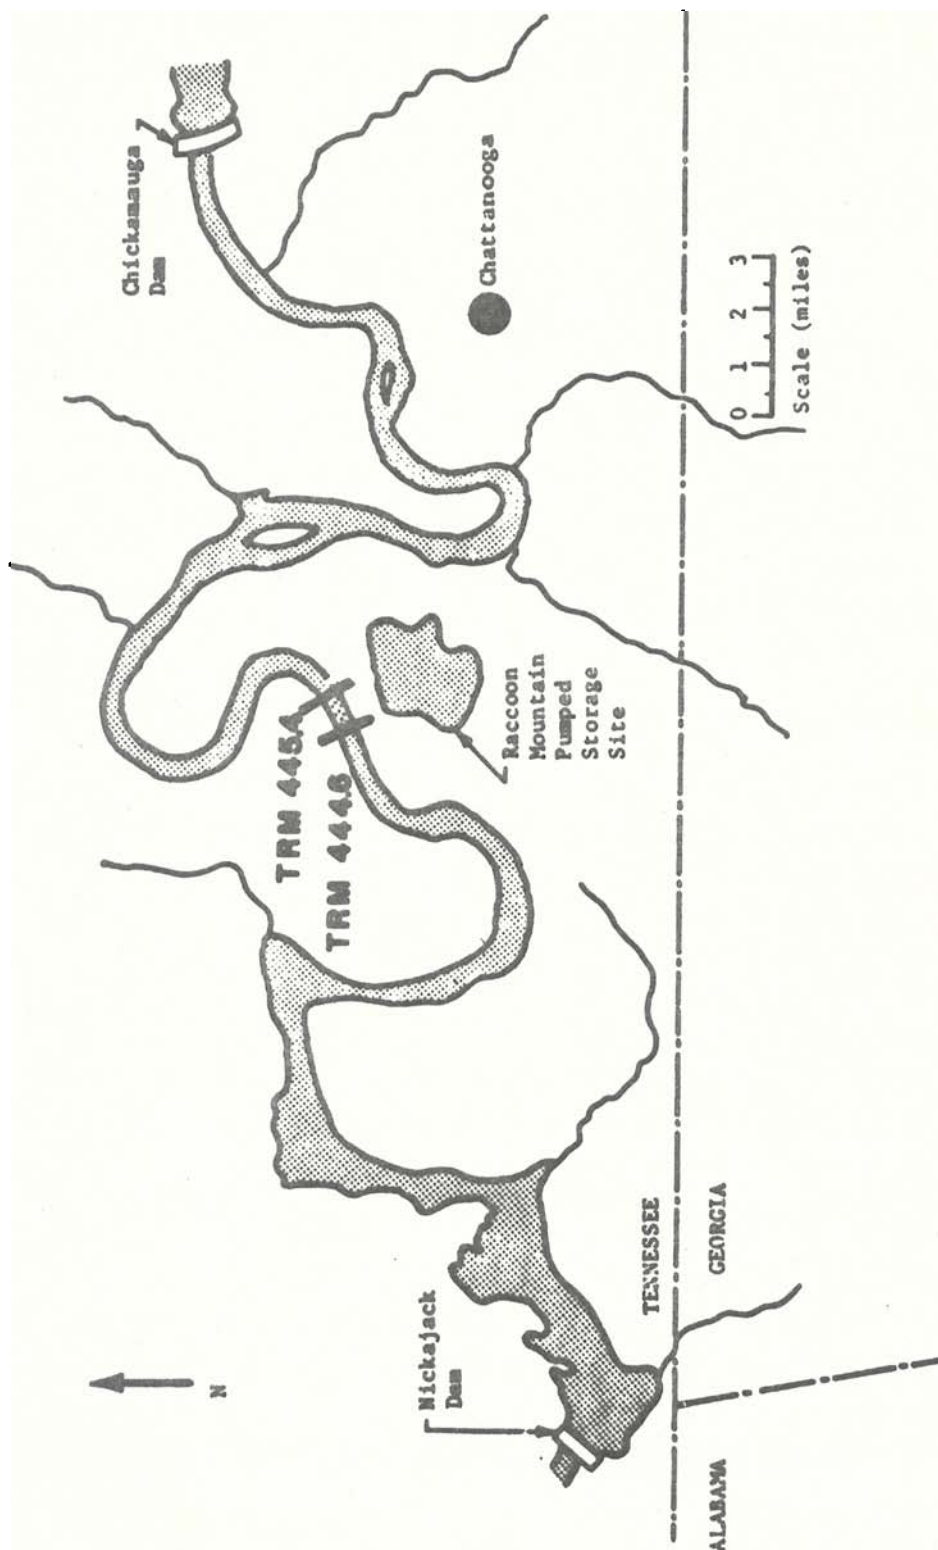 Chickamauga
Dam
Chattanooga
0 1 2 3
Scale (miles)
TRM 445.4
TRM 444.6
Raccoon
Mountain
Pumped
Storage
Site
N
Nickajack
Dam
TENNESSEE
GEORGIA
ALABAMA